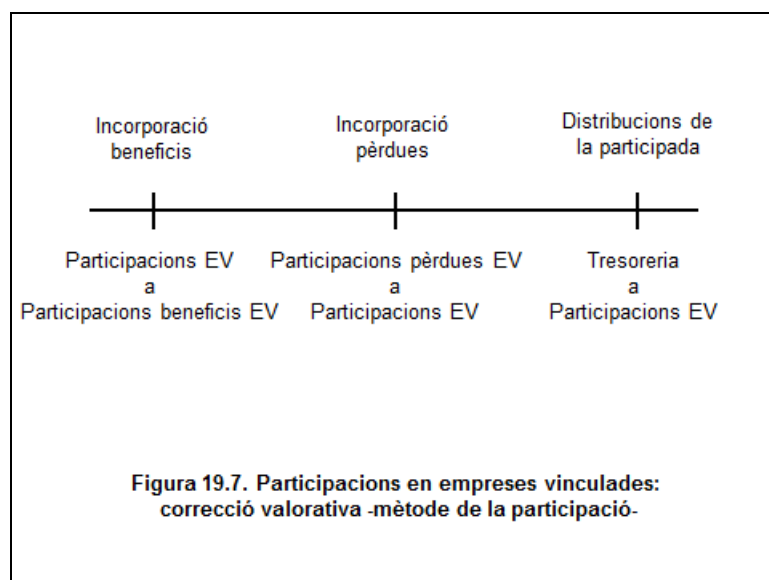 Incorporació
beneficis
Incorporació
pèrdues
Distribucions de
la participada
Participacions EV
a
Participacions beneficis EV
Participacions pèrdues EV
a
Participacions EV
Tresoreria
a
Participacions EV
Figura 19.7. Participacions en empreses vinculades:
correcció valorativa -mètode de la participació-